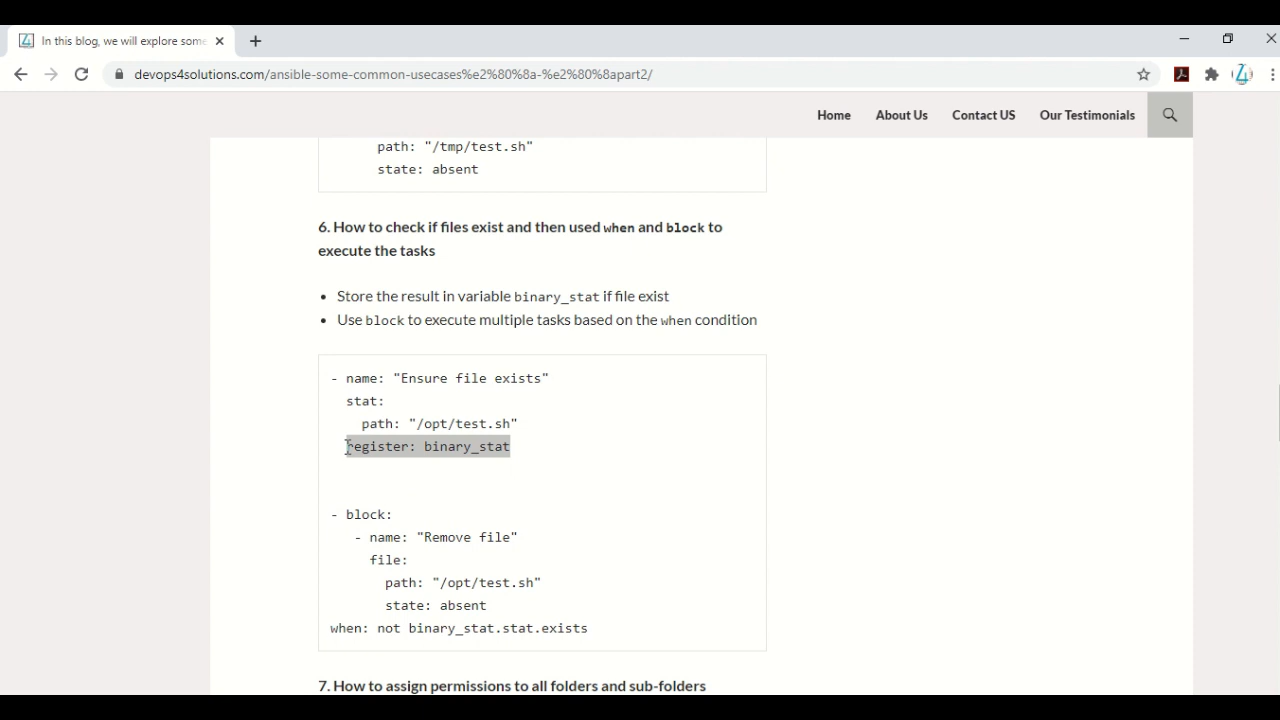 In this blog, we will explore some
devops4solutions.com/ansible-some-common-usecases%e2%80%8a-%e2%80%8apart2/
Home About Us Contact US Our Testimonials
path: "/tmp/test.sh"
state: absent
6. How to check if files exist and then used when and block to
execute the tasks
• Store the result in variable binary_stat if file exist
• Use block to execute multiple tasks based on the when condition
- name: "Ensure file exists"
stat:
path: "/opt/test.sh"
register: binary_stat
- block:
- name: "Remove file"
file:
path: "/opt/test.sh"
state: absent
when: not binary_stat.stat.exists
7. How to assign permissions to all folders and sub-folders